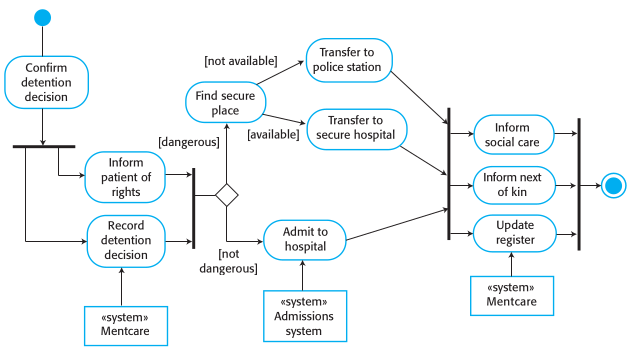 Confirm
detention
decision
Inform
patient of
rights
Record
detention
decision
«system»
Mentcare
[dangerous]
[not
dangerous]
Find secure
place
[not available]
[available]
Transfer to
police station
Transfer to
secure hospital
Admit to
hospital
«system»
Admissions
system
Inform
social care
Inform next
of kin
Update
register
«system»
Mentcare